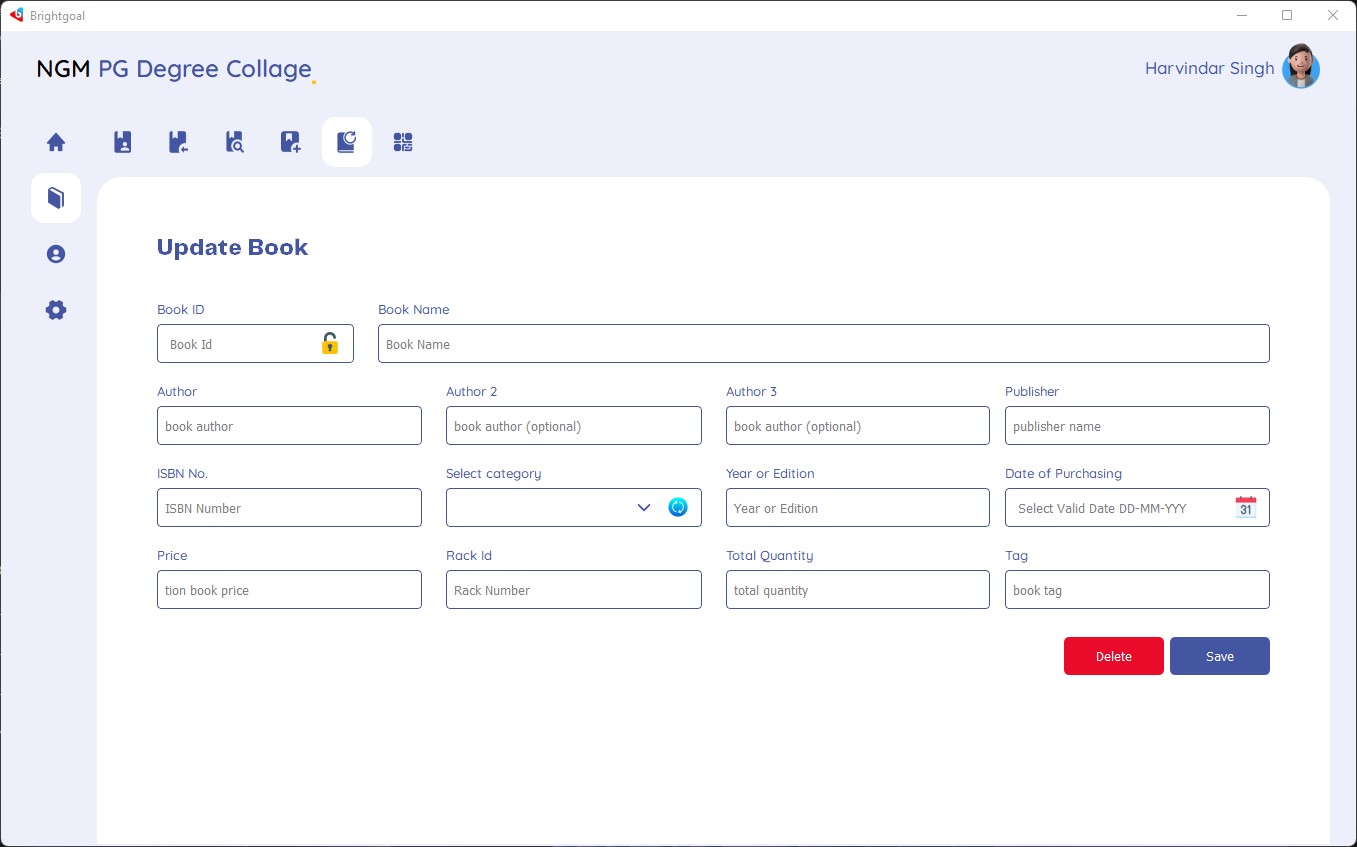 Brightgoal
NGM PG Degree Collage.
Harvindar Singh
Update Book
Book ID Book Name
Book Id Book Name
Author Author 2 Author 3 Publisher
book author book author (optional) book author (optional) publisher name
ISBN No. Select category Year or Edition Date of Purchasing
ISBN Number Year or Edition Select Valid Date DD-MM-YYY 31
Price Rack Id Total Quantity Tag
tion book price Rack Number total quantity book tag
Delete Save